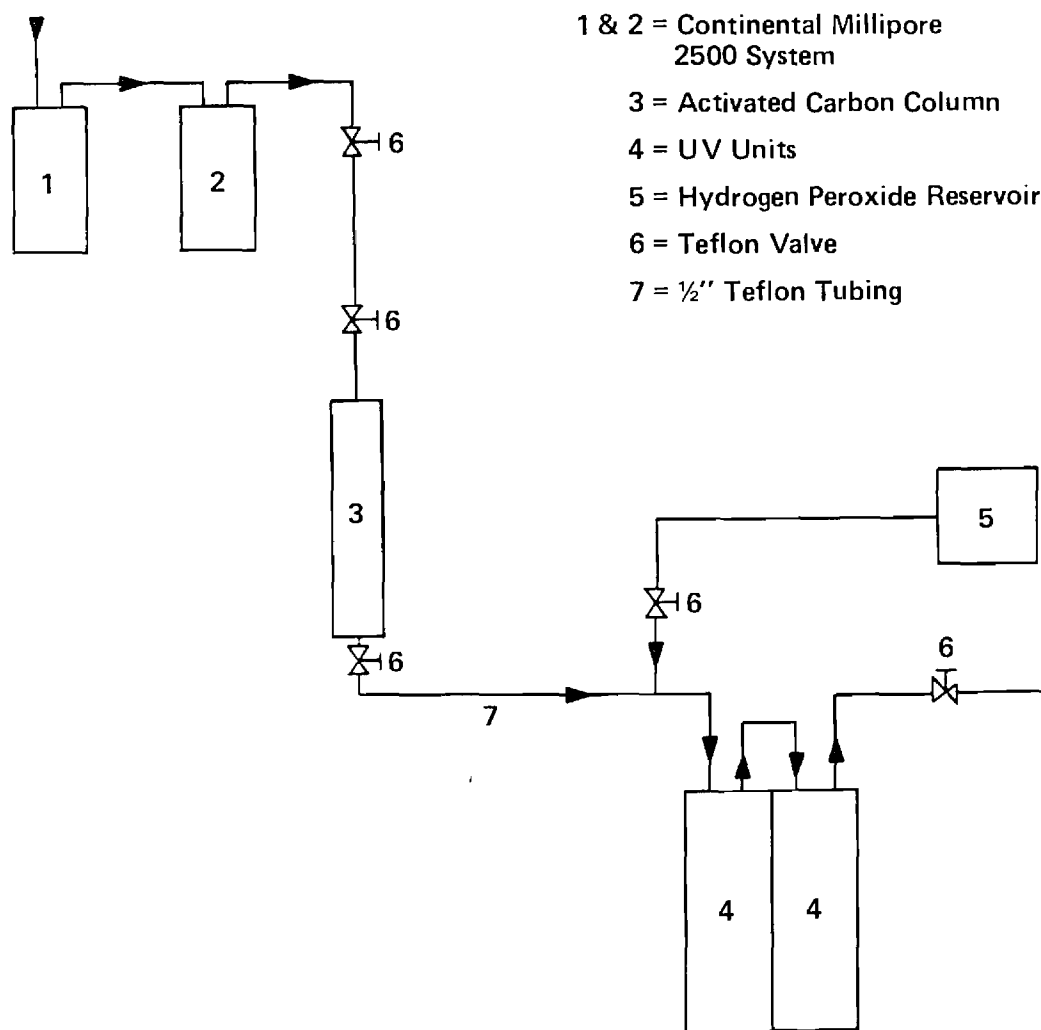 1 & 2 = Continental Millipore
2500 System
3 = Activated Carbon Column
4 = UV Units
5 = Hydrogen Peroxide Reservoir
6 = Teflon Valve
7 = ½″ Teflon Tubing
1
2
6
6
3
5
6
6
6
7
4
4